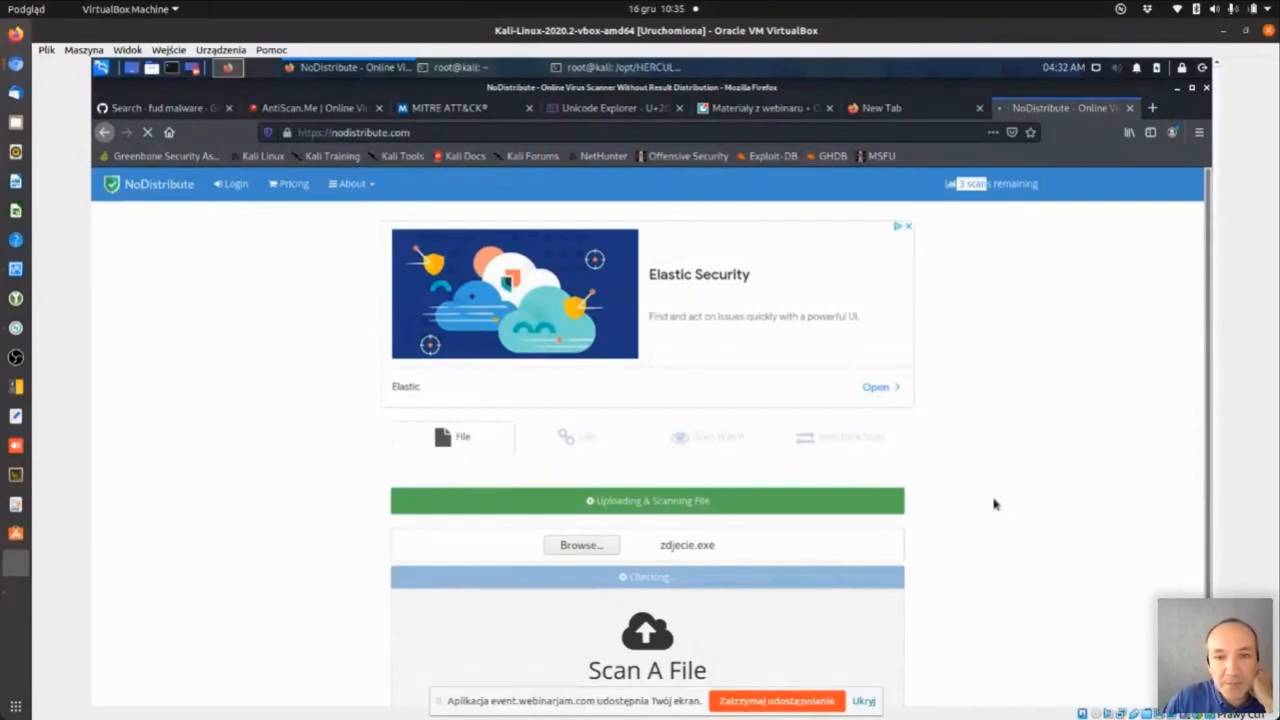 Podgląd VirtualBox Machine 16 gru 10:35
Kali-Linux-2020.2-vbox-amd64 [Uruchomiona] - Oracle VM VirtualBox
Plik Maszyna Widok Wejście Urządzenia Pomoc
NoDistribute - Online Vi... root@kali: ~ root@kali: /opt/HERCUL... 04:32 AM
NoDistribute - Online Virus Scanner Without Result Distribution - Mozilla Firefox
Search · fud.malware · G AntiScan.Me | Online Vi MITRE ATT&CK® Unicode Explorer - U+20 Materiały z webinaru • New Tab NoDistribute - Online V
https://nodistribute.com
Greenbone Security As... Kali Linux Kali Training Kali Tools Kali Docs Kali Forums NetHunter Offensive Security Exploit-DB GHDB MSFU
NoDistribute Login Pricing About 3 scans remaining
Elastic Security
Find and act on issues quickly with a powerful UI.
Elastic Open
File Scan Watch
Uploading & Scanning File
Browse... zdjecie.exe
Checking...
Scan A File
Aplikacja event.webinarjam.com udostępnia Twój ekran. Zatrzymaj udostępnianie Ukryj
Prawy Ctrl